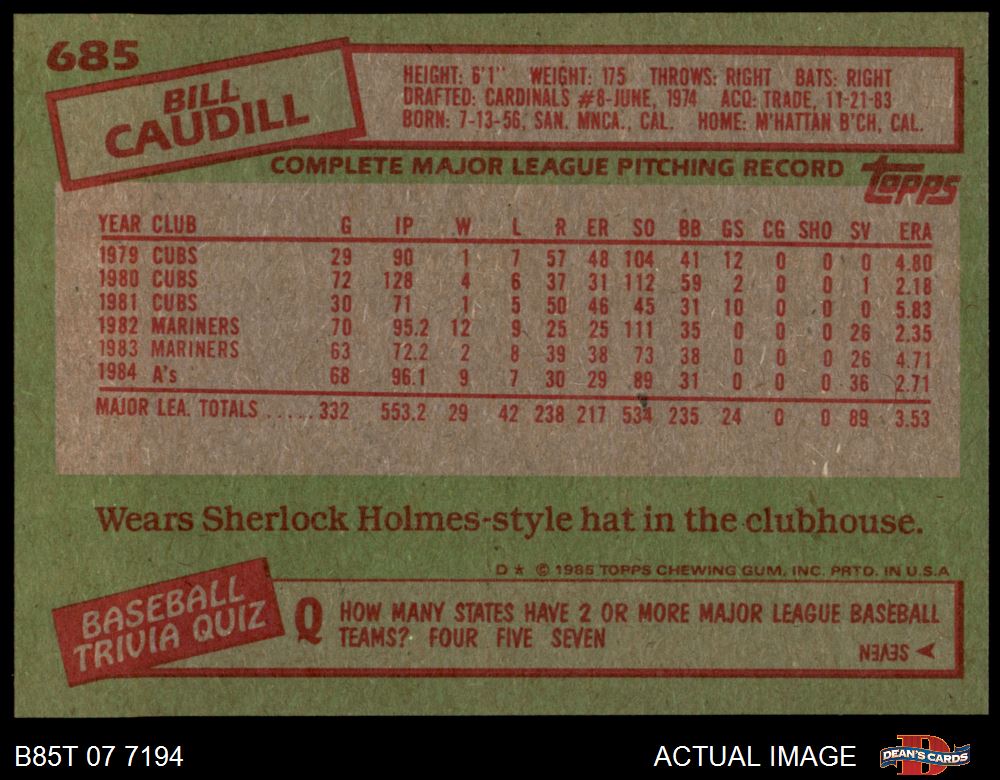 685
BILL
CAUDILL
HEIGHT: 6'1" WEIGHT: 175 THROWS: RIGHT BATS: RIGHT
DRAFTED: CARDINALS #8-JUNE, 1974 ACQ: TRADE, 11-21-83
BORN: 7-13-56, SAN. MNCA., CAL. HOME: M'HATTAN B'CH, CAL.
COMPLETE MAJOR LEAGUE PITCHING RECORD
Topps
YEAR CLUB G IP W L R ER SO BB GS CG SHO SV ERA
1979 CUBS 29 90 1 7 57 48 104 41 12 0 0 0 4.80
1980 CUBS 72 128 4 6 37 31 112 59 2 0 0 1 2.18
1981 CUBS 30 71 1 5 50 46 45 31 10 0 0 0 5.83
1982 MARINERS 70 95.2 12 9 25 25 111 35 0 0 0 26 2.35
1983 MARINERS 63 72.2 2 8 39 38 73 38 0 0 0 26 4.71
1984 A's 68 96.1 9 7 30 29 89 31 0 0 0 36 2.71
MAJOR LEA. TOTALS ..... 332 553.2 29 42 238 217 534 235 24 0 0 89 3.53
Wears Sherlock Holmes-style hat in the clubhouse.
D * © 1985 TOPPS CHEWING GUM, INC. PRTD. IN U.S.A
BASEBALL
TRIVIA QUIZ
Q HOW MANY STATES HAVE 2 OR MORE MAJOR LEAGUE BASEBALL
TEAMS? FOUR FIVE SEVEN
SEVEN
B85T 07 7194
ACTUAL IMAGE
DEAN'S CARDS